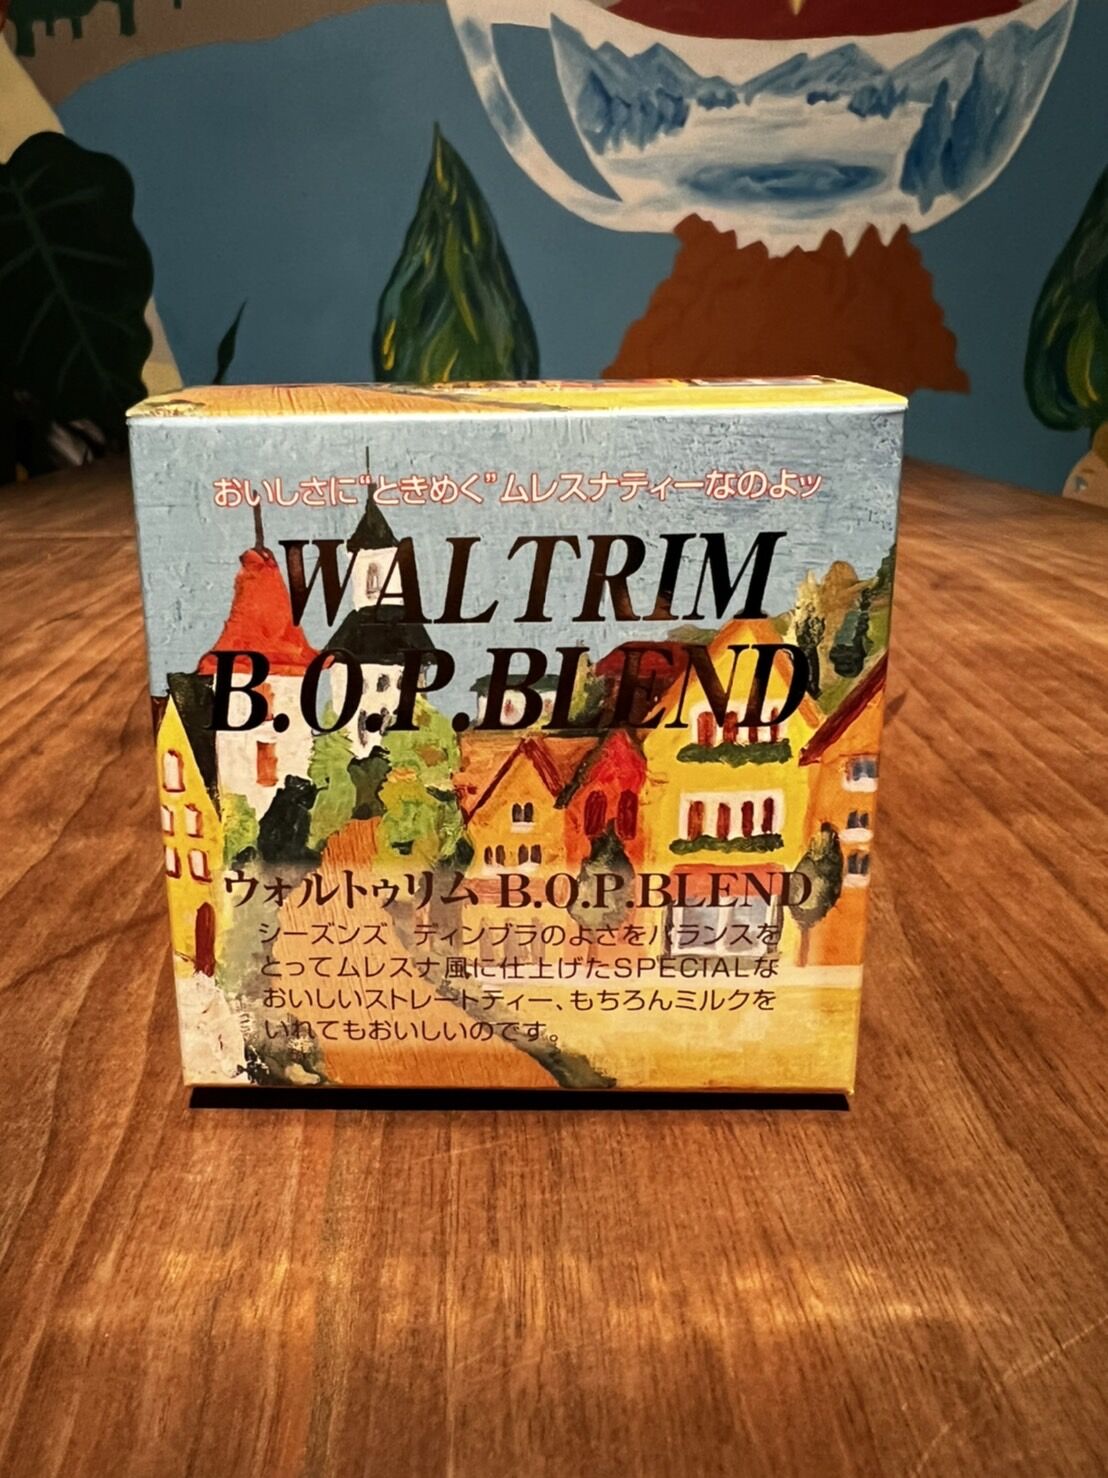 おいしさに“ときめく”ムレスナティーなのよッ
WALTRIM
B.O.P.BLEND
ウォルトゥリム B.O.P.BLEND
シーズンズ ディンブラのよさをバランスを
とってムレスナ風に仕上げたSPECIALな
おいしいストレートティー、もちろんミルクを
いれてもおいしいのです。